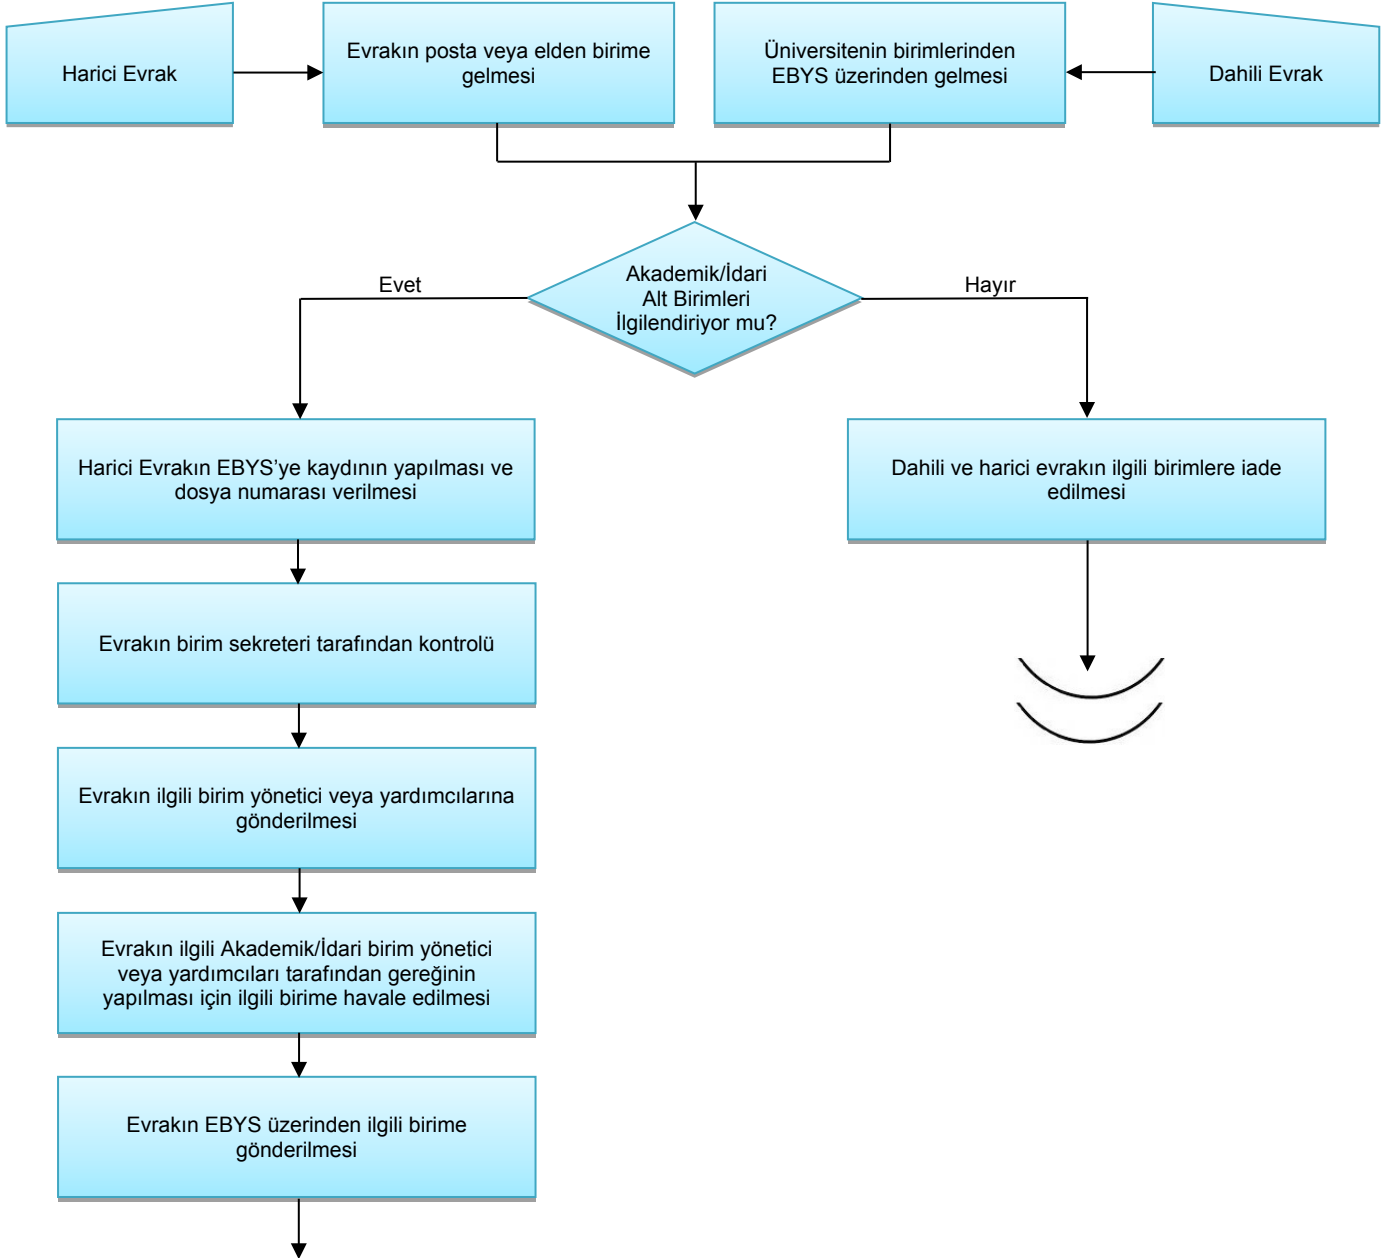 Harici Evrak
Evrakın posta veya elden birime
gelmesi
Üniversitenin birimlerinden
EBYS üzerinden gelmesi
Dahili Evrak
Akademik/İdari
Alt Birimleri
İlgilendiriyor mu?
Evet
Hayır
Harici Evrakın EBYS’ye kaydının yapılması ve
dosya numarası verilmesi
Dahili ve harici evrakın ilgili birimlere iade
edilmesi
Evrakın birim sekreteri tarafından kontrolü
Evrakın ilgili birim yönetici veya yardımcılarına
gönderilmesi
Evrakın ilgili Akademik/İdari birim yönetici
veya yardımcıları tarafından gereğinin
yapılması için ilgili birime havale edilmesi
Evrakın EBYS üzerinden ilgili birime
gönderilmesi